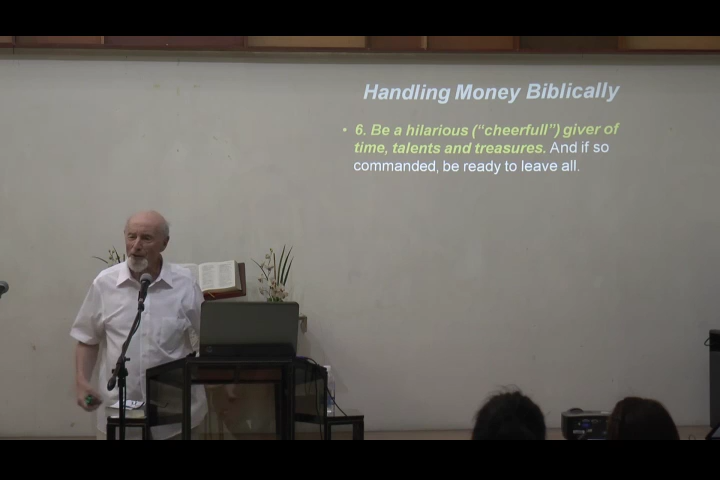 Handling Money Biblically
• 6. Be a hilarious (“cheerfull”) giver of
time, talents and treasures. And if so
commanded, be ready to leave all.